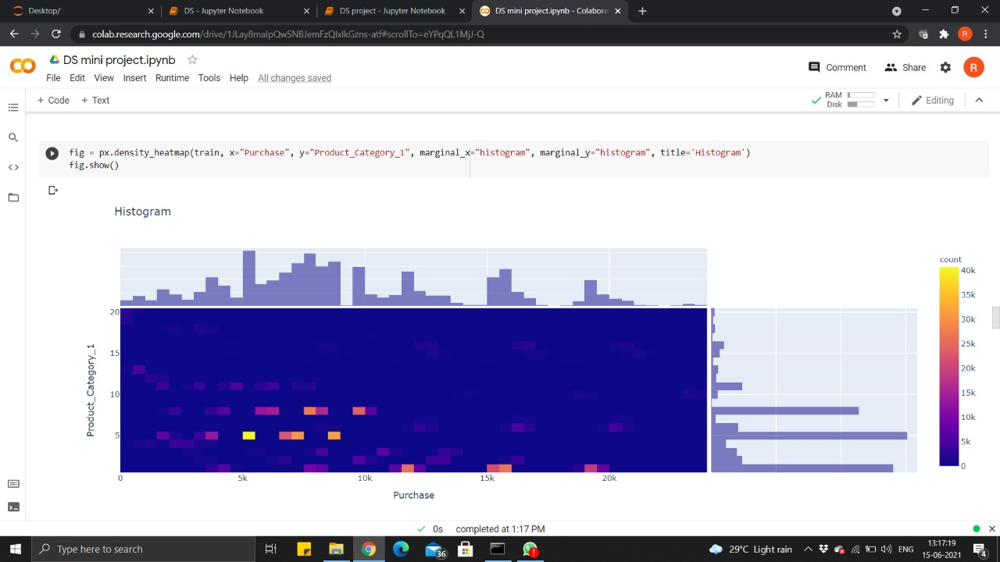 Desktop/
DS - Jupyter Notebook
DS project - Jupyter Notebook
DS mini project.ipynb - Colabora
colab.research.google.com/drive/1JLay8malpQwSNBJemFzQlxlkGzns-atf#scrollTo=eYPqQL1MjJ-Q
R
DS mini project.ipynb
Comment
Share
R
File Edit View Insert Runtime Tools Help All changes saved
+ Code + Text
RAM
Disk
Editing
fig = px.density_heatmap(train, x="Purchase", y="Product_Category_1", marginal_x="histogram", marginal_y="histogram", title='Histogram')
fig.show()
Histogram
count
40k
35k
30k
25k
20k
15k
10k
5k
0
20
15
10
5
Product_Category_1
0 5k 10k 15k 20k
Purchase
0s completed at 1:17 PM
Type here to search
36
29°C Light rain
ENG
13:17:19
15-06-2021
4